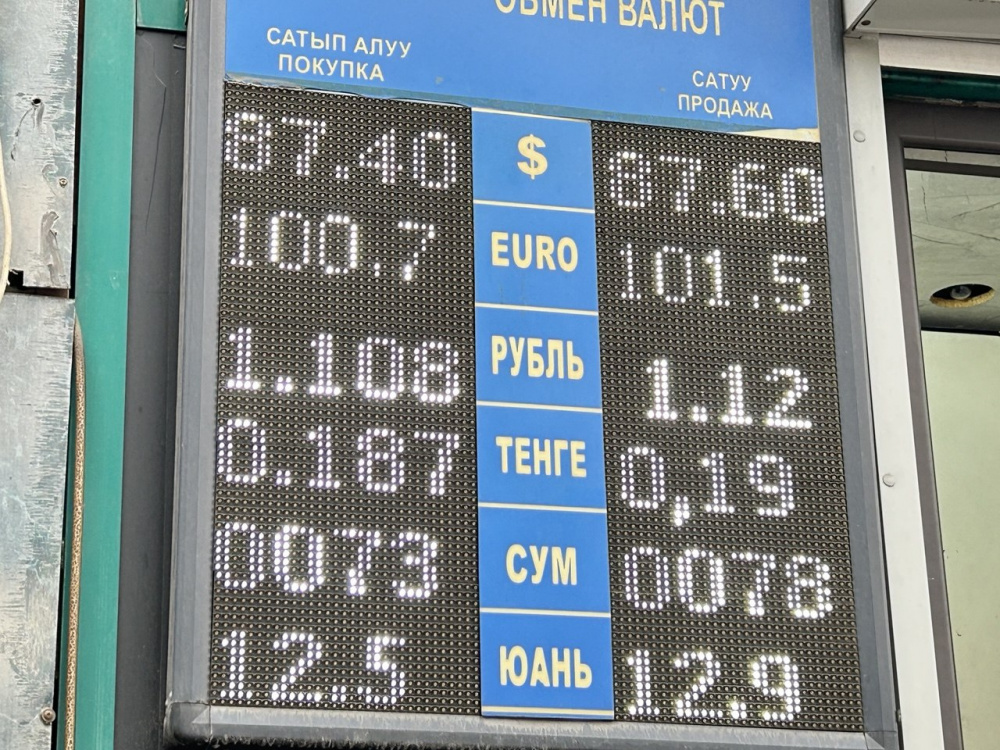 ОБМЕН ВАЛЮТ
САТЫП АЛУУ
ПОКУПКА
САТУУ
ПРОДАЖА
87.40 $ 87.60
100.7 EURO 101.5
1.108 РУБЛЬ 1.12
0.187 ТЕНГЕ 0,19
0073 СУМ 0078
12.5 ЮАНЬ 12.9